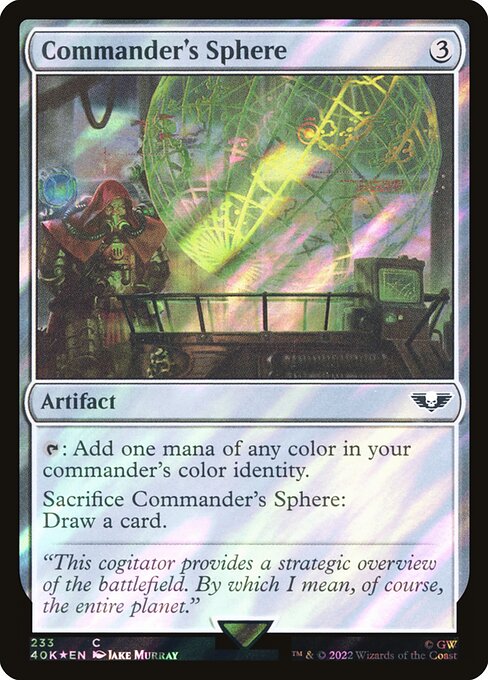 Commander's Sphere 3
Artifact
: Add one mana of any color in your
commander's color identity.
Sacrifice Commander's Sphere:
Draw a card.
"This cogitator provides a strategic overview
of the battlefield. By which I mean, of course,
the entire planet."
233 C © GW
40K★EN Jake Murray ™ & © 2022 Wizards of the Coast